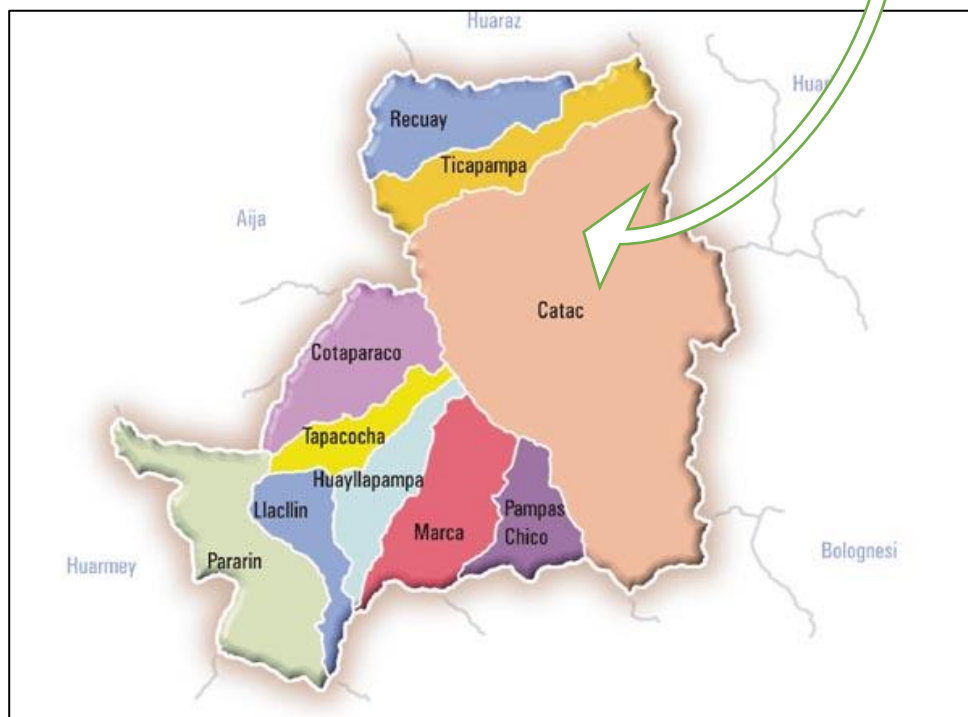 Huaraz
Recuay
Ticapampa
Aija
Catac
Cotaparaco
Tapacocha
Huayllapampa
Llacllin
Pampas
Chico
Marca
Pararin
Huarmey
Bolognesi